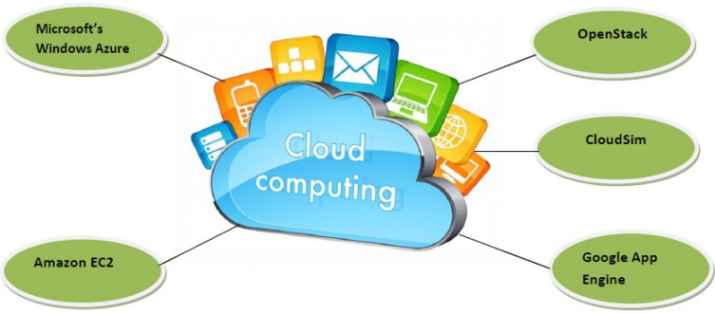 Microsoft's
Windows Azure
OpenStack
Cloud
computing
CloudSim
Amazon EC2
Google App
Engine